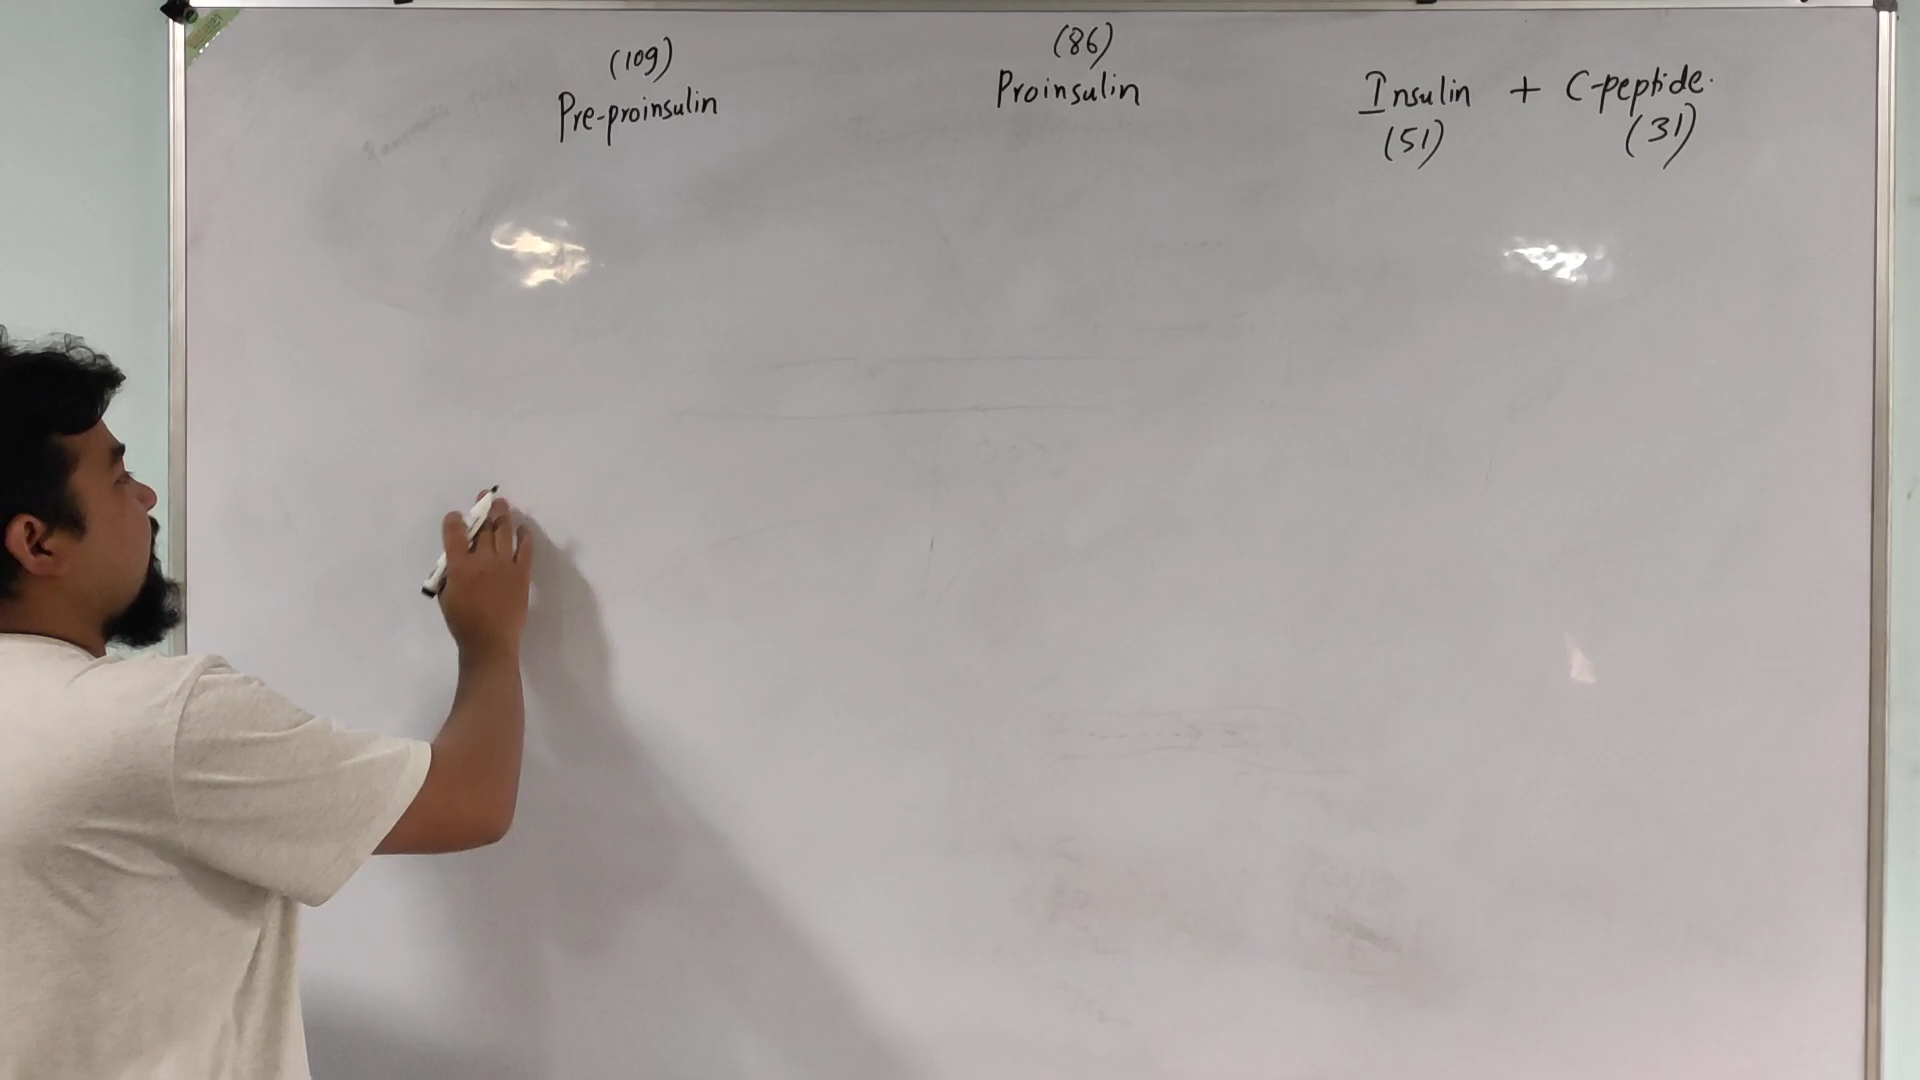 (109)
Pre-proinsulin
(86)
Proinsulin
Insulin + C-peptide.
(51) (31)